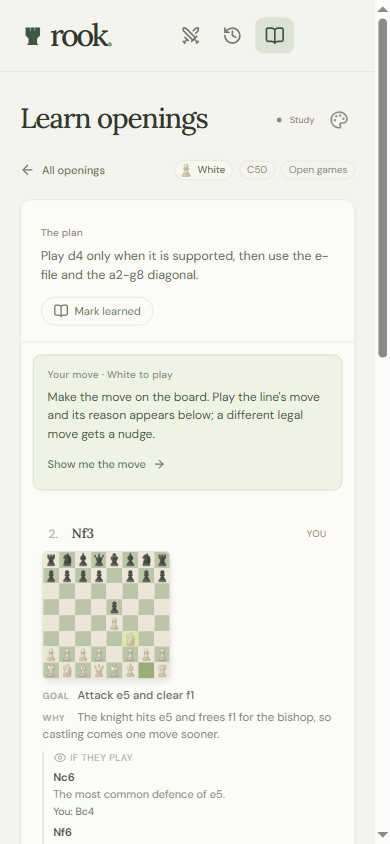 rook.
Learn openings
Study
All openings
White
C50
Open games
The plan
Play d4 only when it is supported, then use the e-
file and the a2-g8 diagonal.
Mark learned
Your move · White to play
Make the move on the board. Play the line's move
and its reason appears below; a different legal
move gets a nudge.
Show me the move
2. Nf3
YOU
GOAL Attack e5 and clear f1
WHY The knight hits e5 and frees f1 for the bishop, so
castling comes one move sooner.
IF THEY PLAY
Nc6
The most common defence of e5.
You: Bc4
Nf6